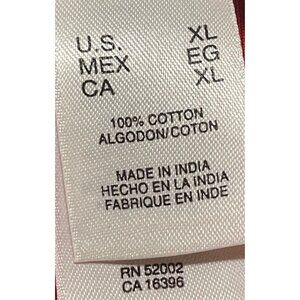 U.S. XL
MEX EG
CA XL
100% COTTON
ALGODON/COTON
MADE IN INDIA
HECHO EN LA INDIA
FABRIQUE EN INDE
RN 52002
CA 16396